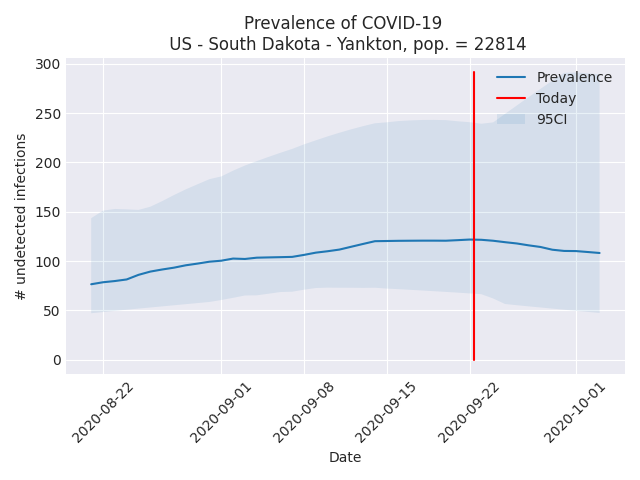 Prevalence of COVID-19
US - South Dakota - Yankton, pop. = 22814
300
250
200
150
100
50
0
# undetected infections
Prevalence
Today
95CI
2020-08-22
2020-09-01
2020-09-08
2020-09-15
2020-09-22
2020-10-01
Date